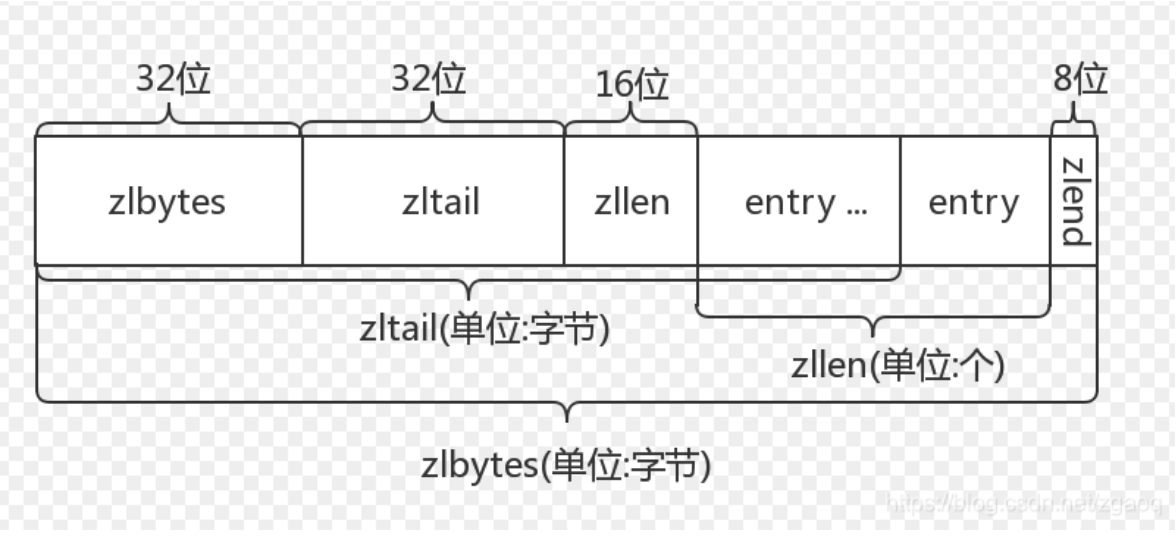 32位 32位 16位 8位
zlbytes zltail zllen entry ... entry zlend
zltail(单位:字节)
zllen(单位:个)
zlbytes(单位:字节)
https://blog.csdn.net/zgaoq